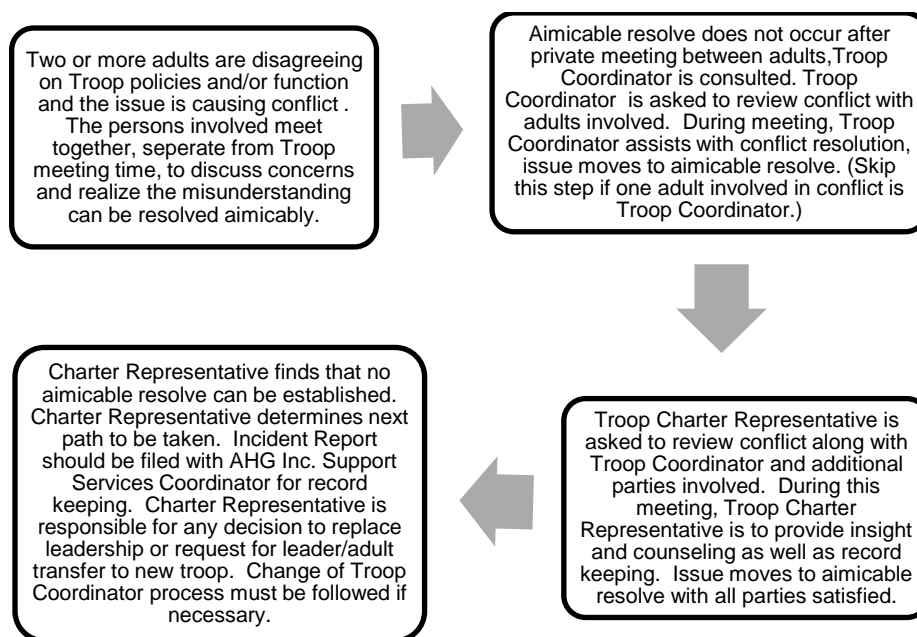 Two or more adults are disagreeing
on Troop policies and/or function
and the issue is causing conflict .
The persons involved meet
together, seperate from Troop
meeting time, to discuss concerns
and realize the misunderstanding
can be resolved aimicably.
Aimicable resolve does not occur after
private meeting between adults,Troop
Coordinator is consulted. Troop
Coordinator is asked to review conflict with
adults involved. During meeting, Troop
Coordinator assists with conflict resolution,
issue moves to aimicable resolve. (Skip
this step if one adult involved in conflict is
Troop Coordinator.)
Troop Charter Representative is
asked to review conflict along with
Troop Coordinator and additional
parties involved. During this
meeting, Troop Charter
Representative is to provide insight
and counseling as well as record
keeping. Issue moves to aimicable
resolve with all parties satisfied.
Charter Representative finds that no
aimicable resolve can be established.
Charter Representative determines next
path to be taken. Incident Report
should be filed with AHG Inc. Support
Services Coordinator for record
keeping. Charter Representative is
responsible for any decision to replace
leadership or request for leader/adult
transfer to new troop. Change of Troop
Coordinator process must be followed if
necessary.